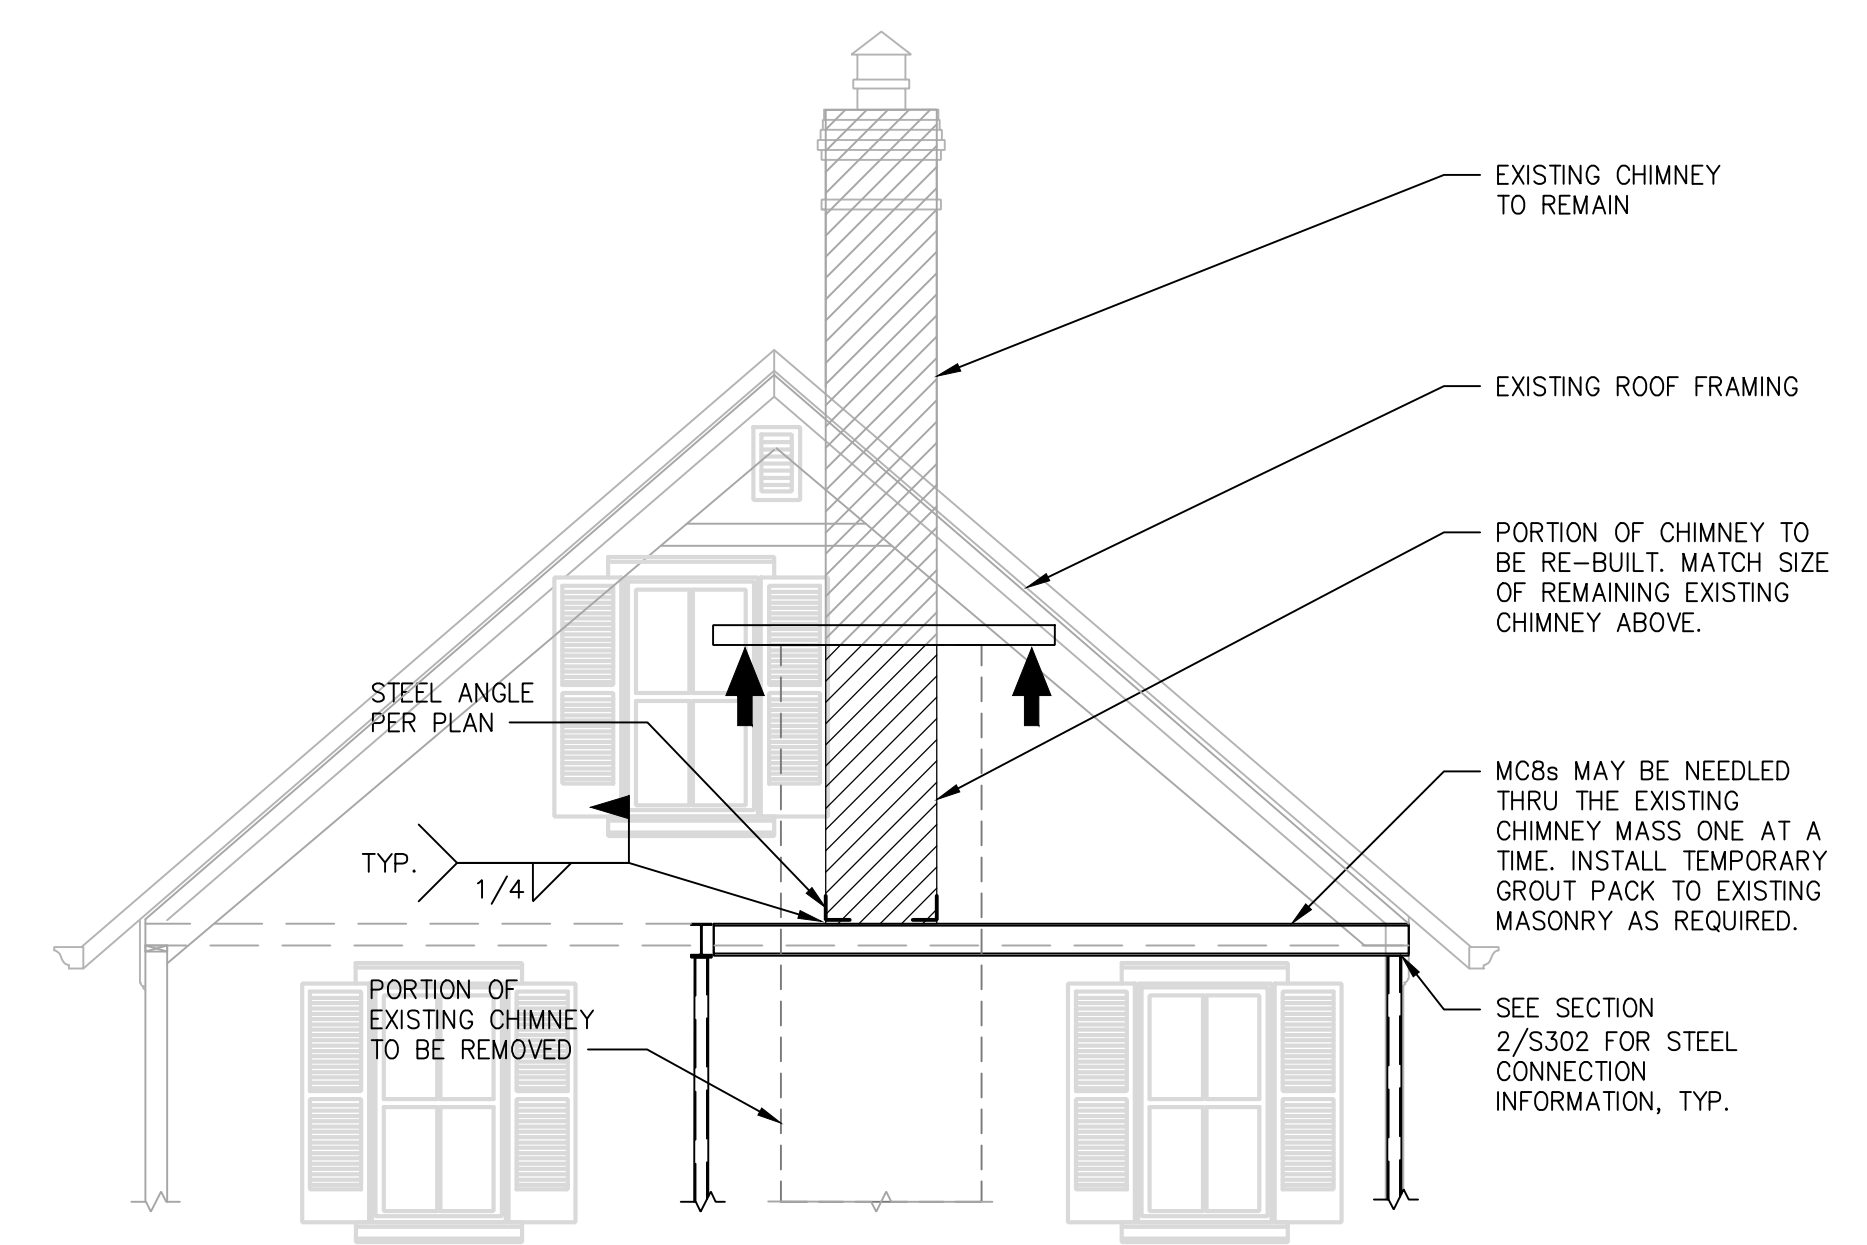 EXISTING CHIMNEY
TO REMAIN
EXISTING ROOF FRAMING
PORTION OF CHIMNEY TO
BE RE-BUILT. MATCH SIZE
OF REMAINING EXISTING
CHIMNEY ABOVE.
STEEL ANGLE
PER PLAN
MC8s MAY BE NEEDLED
THRU THE EXISTING
CHIMNEY MASS ONE AT A
TIME. INSTALL TEMPORARY
GROUT PACK TO EXISTING
MASONRY AS REQUIRED.
TYP.
1/4
PORTION OF
EXISTING CHIMNEY
TO BE REMOVED
SEE SECTION
2/S302 FOR STEEL
CONNECTION
INFORMATION, TYP.